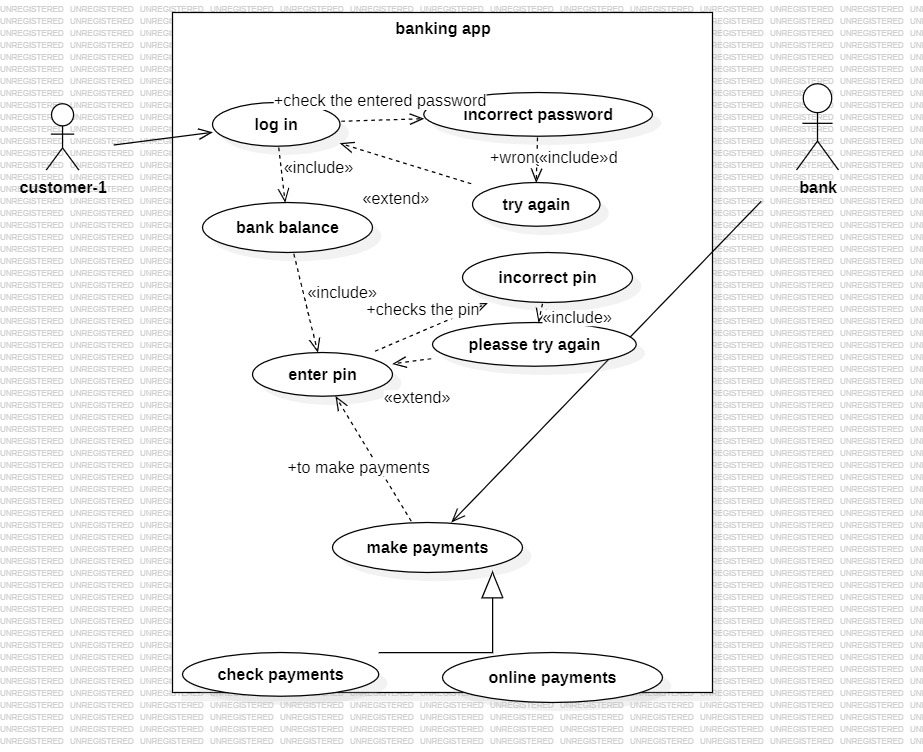 banking app
+check the entered password
log in
incorrect password
customer-1
bank
«include»
+wron«include»d
«extend»
try again
bank balance
incorrect pin
«include»
+checks the pin
«include»
pleasse try again
enter pin
«extend»
+to make payments
make payments
check payments
online payments
UNREGISTERED